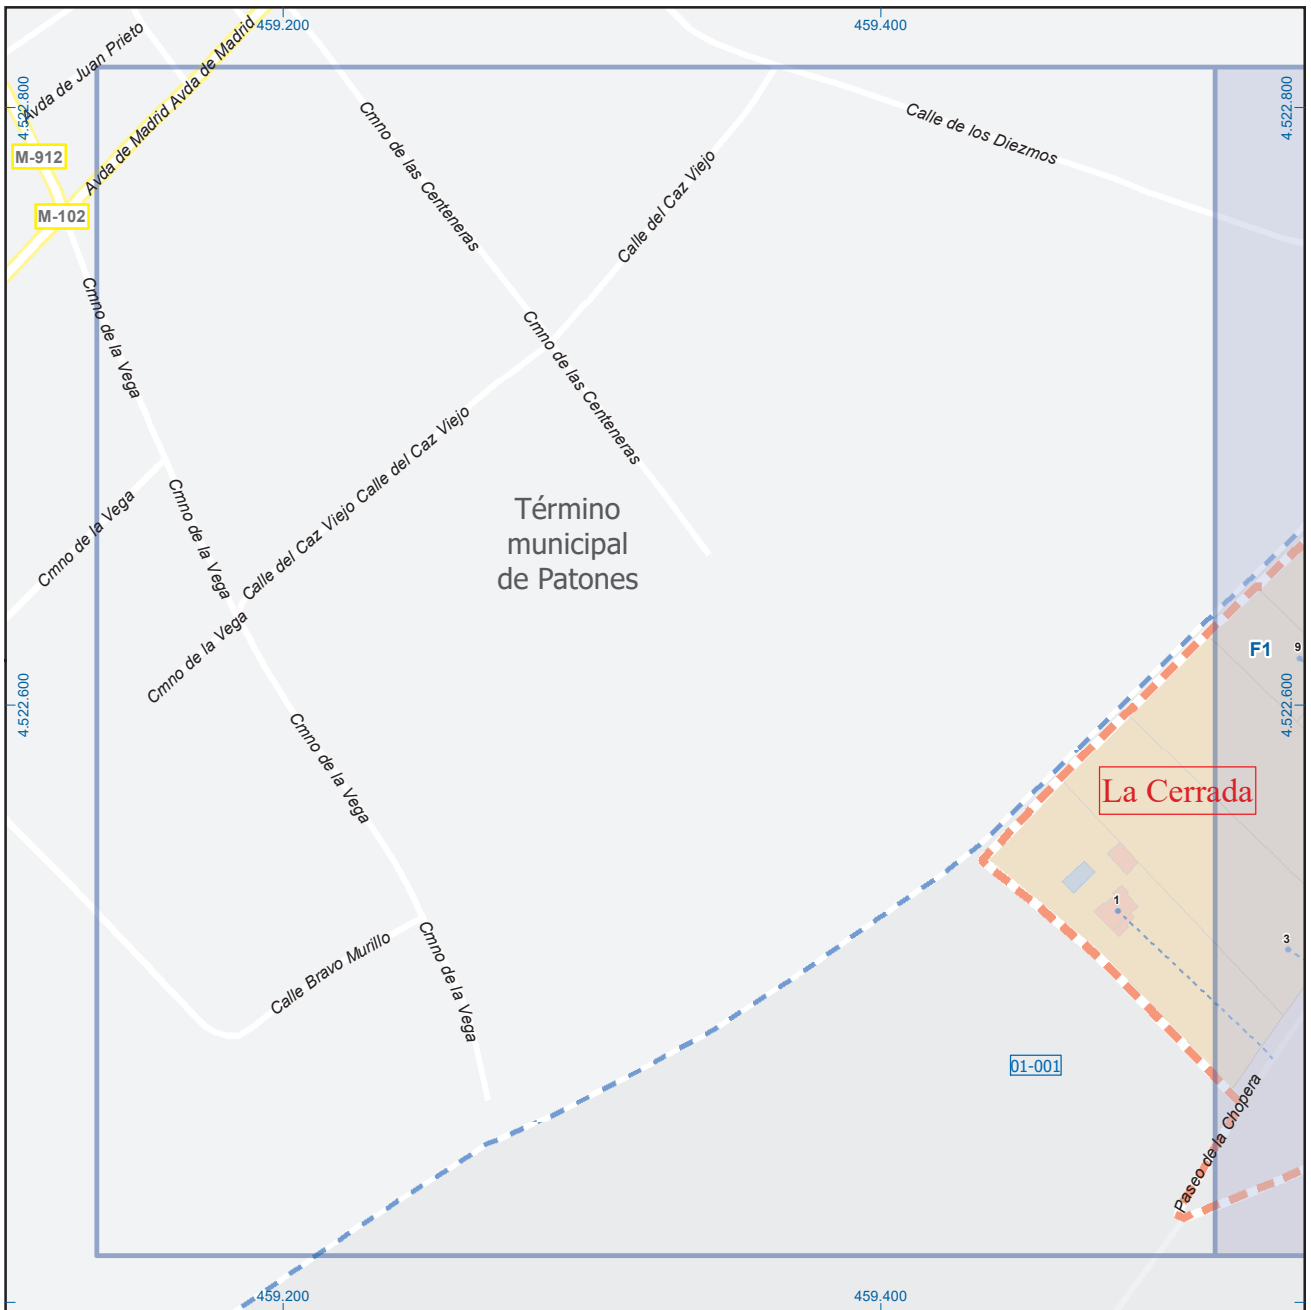 459.200
459.400
Avda de Juan Prieto
Avda de Madrid Avda de Madrid
4.522.800
4.522.800
M-912
M-102
Cmno de las Centeneras
Calle del Caz Viejo
Calle de los Diezmos
Cmno de la Vega
Cmno de las Centeneras
Calle del Caz Viejo Calle del Caz Viejo
Cmno de la Vega
Cmno de la Vega
Término
municipal
de Patones
Cmno de la Vega
F1
9
4.522.600
4.522.600
Cmno de la Vega
La Cerrada
1
3
Calle Bravo Murillo
Cmno de la Vega
01-001
Paseo de la Chopera
459.200
459.400